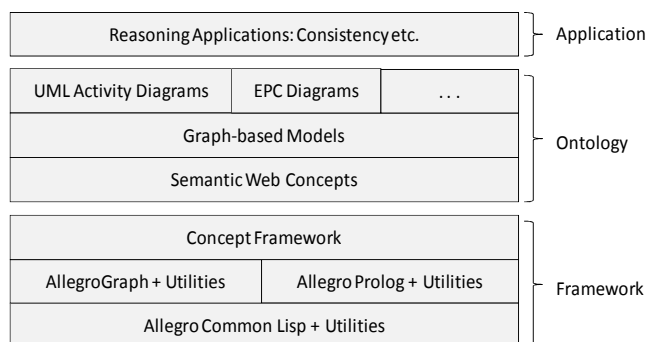 Reasoning Applications: Consistency etc.
Application
UML Activity Diagrams
EPC Diagrams
. . .
Graph-based Models
Ontology
Semantic Web Concepts
Concept Framework
AllegroGraph + Utilities
Allegro Prolog + Utilities
Framework
Allegro Common Lisp + Utilities